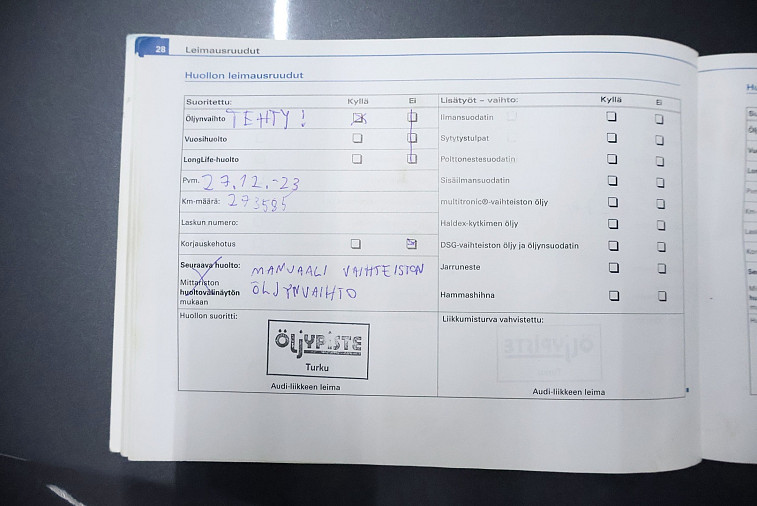 28 Leimausruudut
Huollon leimausruudut
Suoritettu: Kyllä Ei
Öljynvaihto TEHTY!
Vuosihuolto
LongLife-huolto
Pvm. 27.12.-23
Km-määrä: 273585
Laskun numero:
Korjauskehotus
Seuraava huolto: MANUAALI VAIHTEISTON
Mittariston
huoltovälinäytön ÖLJYNVAIHTO
mukaan
Huollon suoritti:
ÖLJYPISTE
Turku
Audi-liikkeen leima
Lisätyöt – vaihto: Kyllä Ei
Ilmansuodatin
Sytytystulpat
Polttonestesuodatin
Sisäilmansuodatin
multitronic®-vaihteiston öljy
Haldex-kytkimen öljy
DSG-vaihteiston öljy ja öljynsuodatin
Jarruneste
Hammashihna
Liikkumisturva vahvistettu:
Audi-liikkeen leima